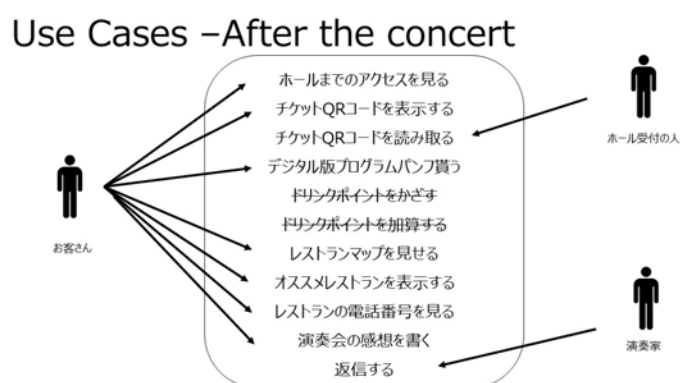 Use Cases –After the concert
ホールまでのアクセスを見る
チケットQRコードを表示する
チケットQRコードを読み取る
デジタル版プログラムパンフ貰う
ドリンクポイントをかざす
ドリンクポイントを加算する
レストランマップを見せる
オススメレストランを表示する
レストランの電話番号を見る
演奏会の感想を書く
返信する
お客さん
ホール受付の人
演奏家